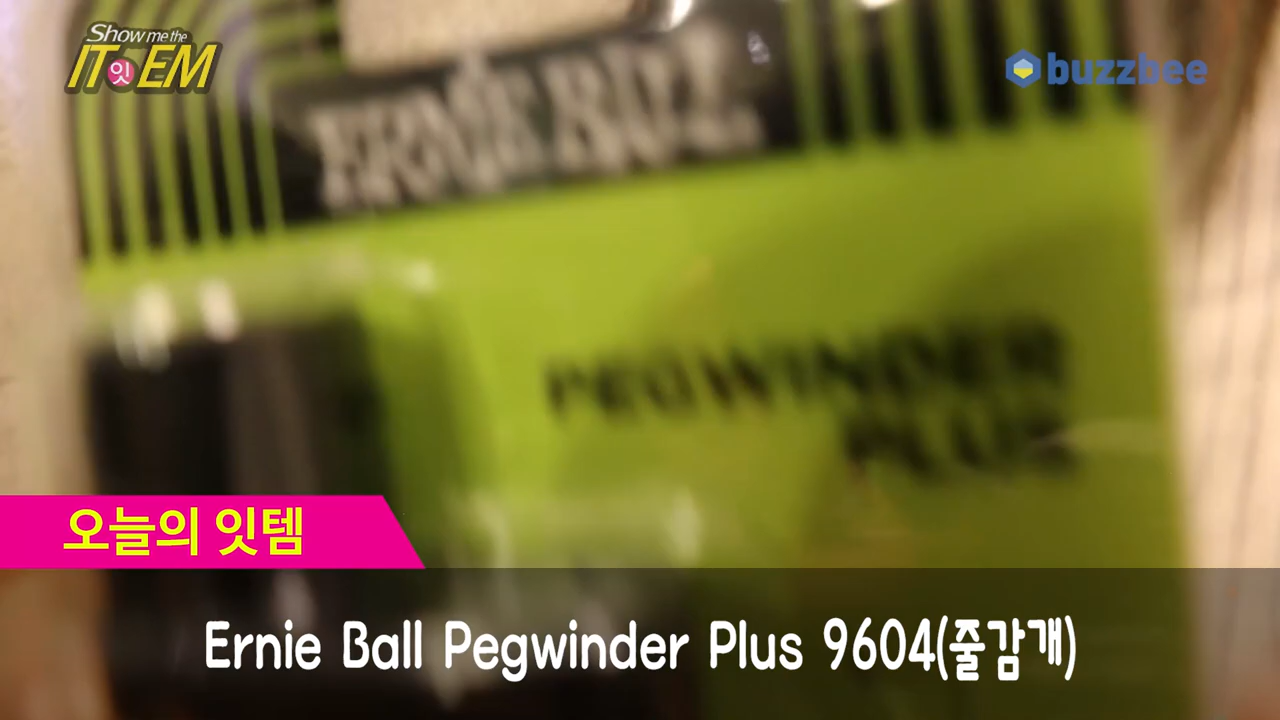 Show me the
IT잇EM
buzzbee
ERNIE BALL
PEGWINDER
PLUS
오늘의 잇템
Ernie Ball Pegwinder Plus 9604(줄감개)